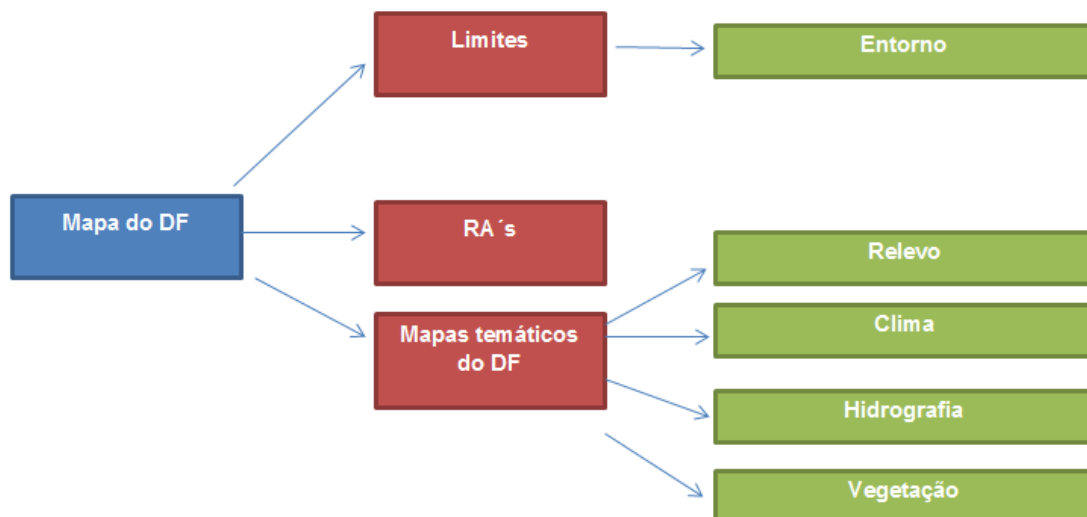 Limites
Entorno
Mapa do DF
RA´s
Relevo
Mapas temáticos
do DF
Clima
Hidrografia
Vegetação